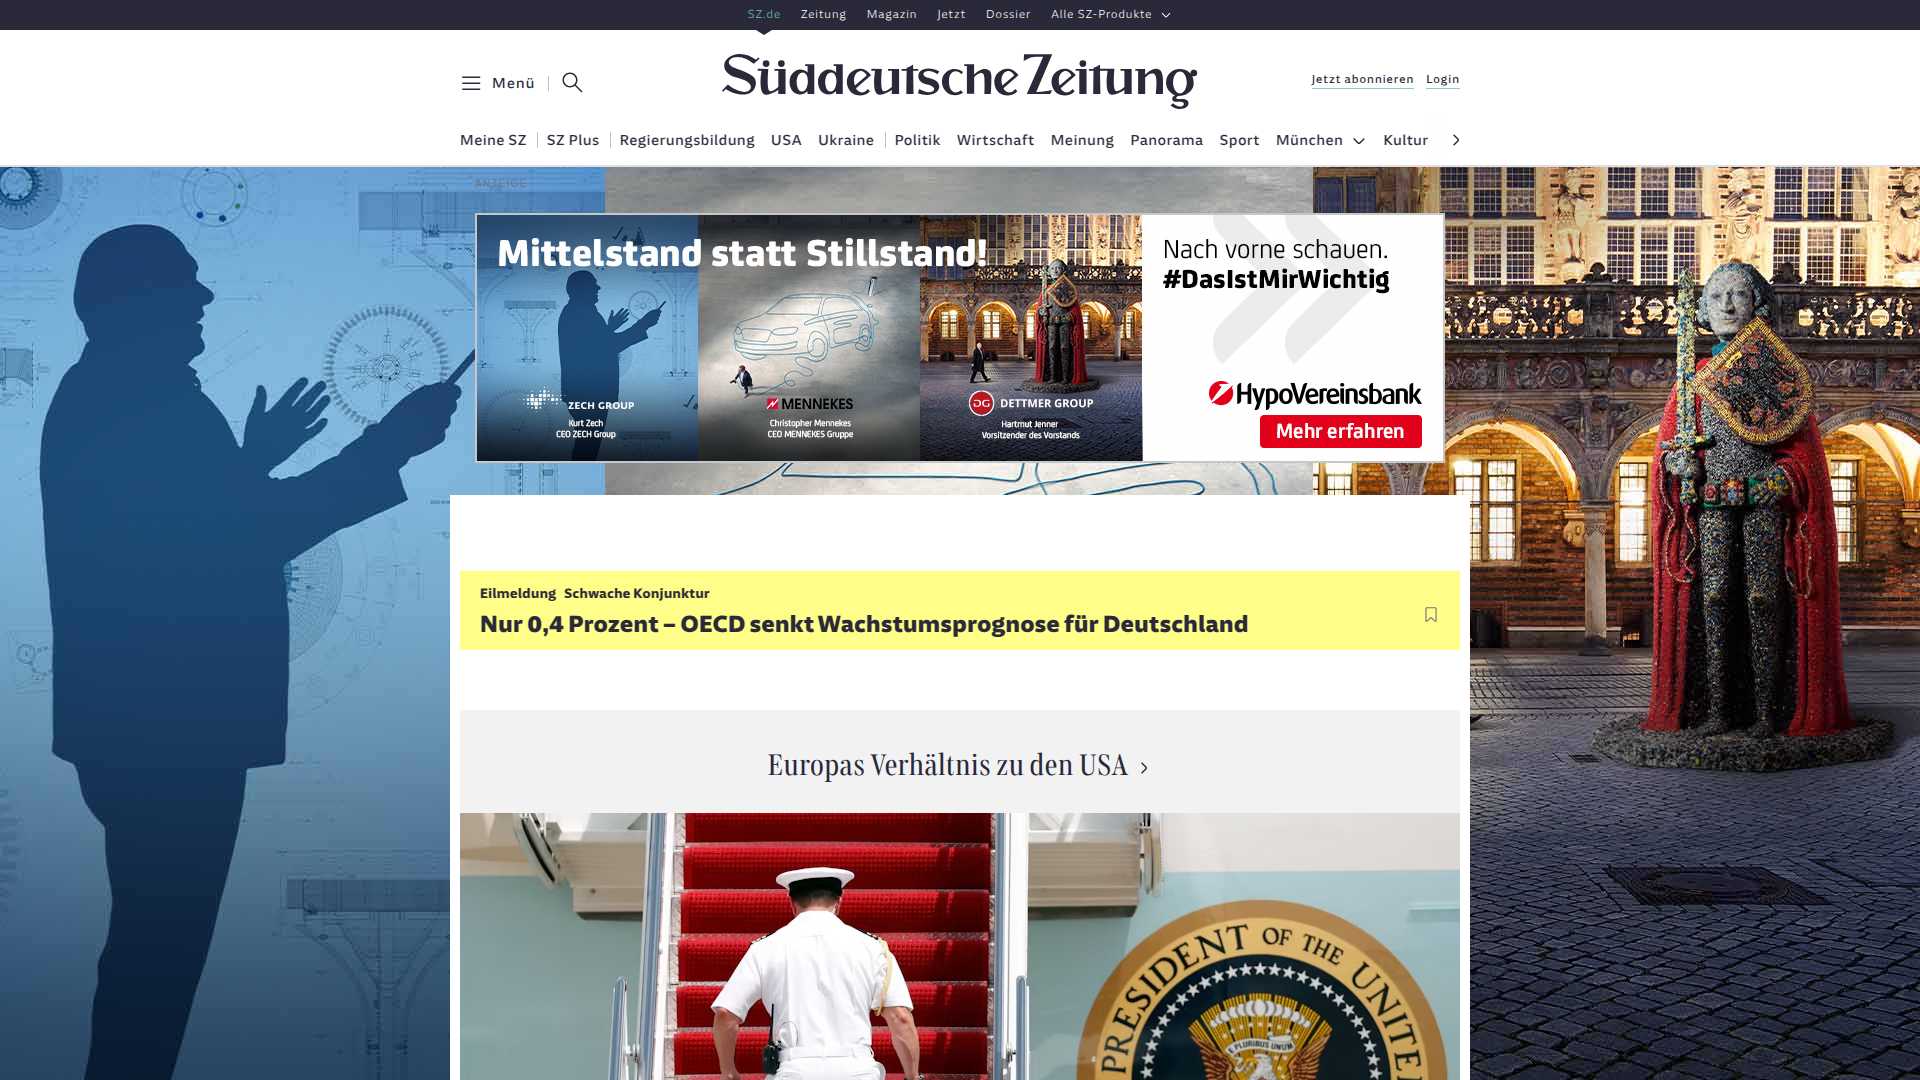 SZ.de Zeitung Magazin Jetzt Dossier Alle SZ-Produkte
Menü
Süddeutsche Zeitung
Jetzt abonnieren Login
Meine SZ SZ Plus Regierungsbildung USA Ukraine Politik Wirtschaft Meinung Panorama Sport München Kultur
ANZEIGE
Mittelstand statt Stillstand!
ZECH GROUP
Kurt Zech
CEO ZECH Group
MENNEKES
Christopher Mennekes
CEO MENNEKES Gruppe
DG DETTMER GROUP
Hartmut Jenner
Vorsitzender des Vorstands
Nach vorne schauen.
#DasIstMirWichtig
HypoVereinsbank
Mehr erfahren
Eilmeldung Schwache Konjunktur
Nur 0,4 Prozent – OECD senkt Wachstumsprognose für Deutschland
Europas Verhältnis zu den USA
PRESIDENT OF THE UNITE
E PLURIBUS UNUM